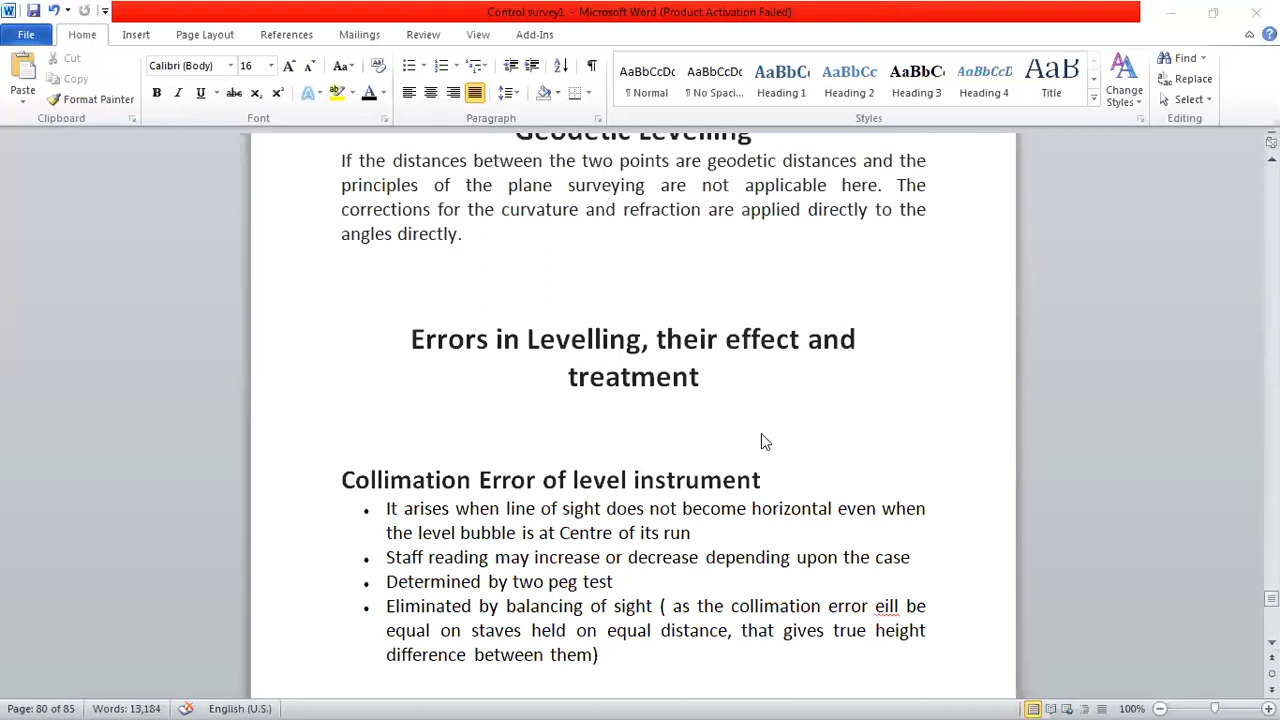 Control survey1 - Microsoft Word (Product Activation Failed)
File Home Insert Page Layout References Mailings Review View Add-Ins
Paste Cut Copy Format Painter Clipboard
Calibri (Body) 16 Aa B I U abc x₂ x² A Font
Paragraph
AaBbCcDc ¶ Normal
AaBbCcDc ¶ No Spaci...
AaBbCc Heading 1
AaBbCc Heading 2
AaBbCc Heading 3
AaBbCcDc Heading 4
AaB Title
Change Styles Styles
Find Replace Select Editing
Geodetic Levelling
If the distances between the two points are geodetic distances and the
principles of the plane surveying are not applicable here. The
corrections for the curvature and refraction are applied directly to the
angles directly.
Errors in Levelling, their effect and
treatment
Collimation Error of level instrument
• It arises when line of sight does not become horizontal even when
the level bubble is at Centre of its run
• Staff reading may increase or decrease depending upon the case
• Determined by two peg test
• Eliminated by balancing of sight ( as the collimation error eill be
equal on staves held on equal distance, that gives true height
difference between them)
Page: 80 of 85 Words: 13,184 English (U.S.) 100%